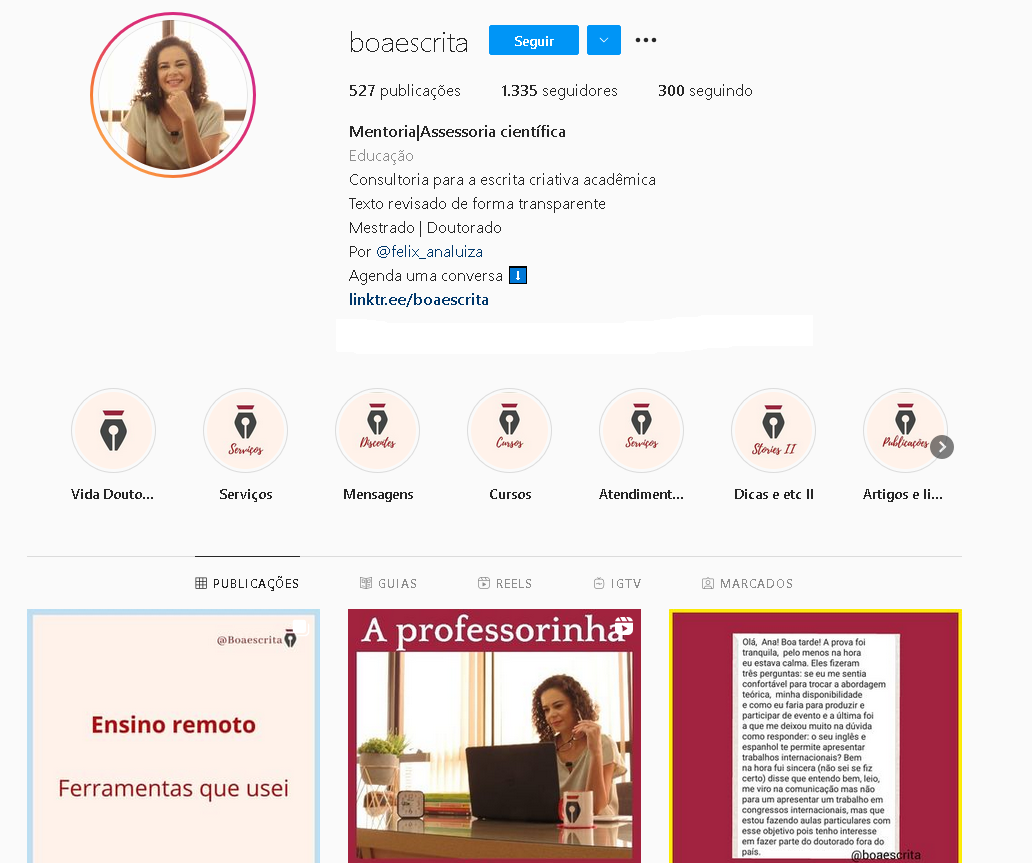 boaescrita
Seguir
527 publicações 1.335 seguidores 300 seguindo
Mentoria|Assessoria científica
Educação
Consultoria para a escrita criativa acadêmica
Texto revisado de forma transparente
Mestrado | Doutorado
Por @felix_analuiza
Agenda uma conversa
linktr.ee/boaescrita
Serviços
Discentes
Cursos
Serviços
Stories II
Publicações
Vida Douto...
Serviços
Mensagens
Cursos
Atendiment...
Dicas e etc II
Artigos e li...
PUBLICAÇÕES
GUIAS
REELS
IGTV
MARCADOS
@Boaescrita
Ensino remoto
Ferramentas que usei
A professorinha
Olá, Ana! Boa tarde! A prova foi
tranquila, pelo menos na hora
eu estava calma. Eles fizeram
três perguntas: se eu me sentia
confortável para trocar a abordagem
teórica, minha disponibilidade
e como eu faria para produzir e
participar de evento e a última foi
a que me deixou muito na dúvida
como responder: o seu inglês e
espanhol te permite apresentar
trabalhos internacionais? Bem
na hora fui sincera (não sei se fiz
certo) disse que entendo bem, leio,
me viro na comunicação mas não
para um apresentar um trabalho em
congressos internacionais, mas que
estou fazendo aulas particulares com
esse objetivo pois tenho interesse
em fazer parte do doutorado fora do
país.
@boaescrita